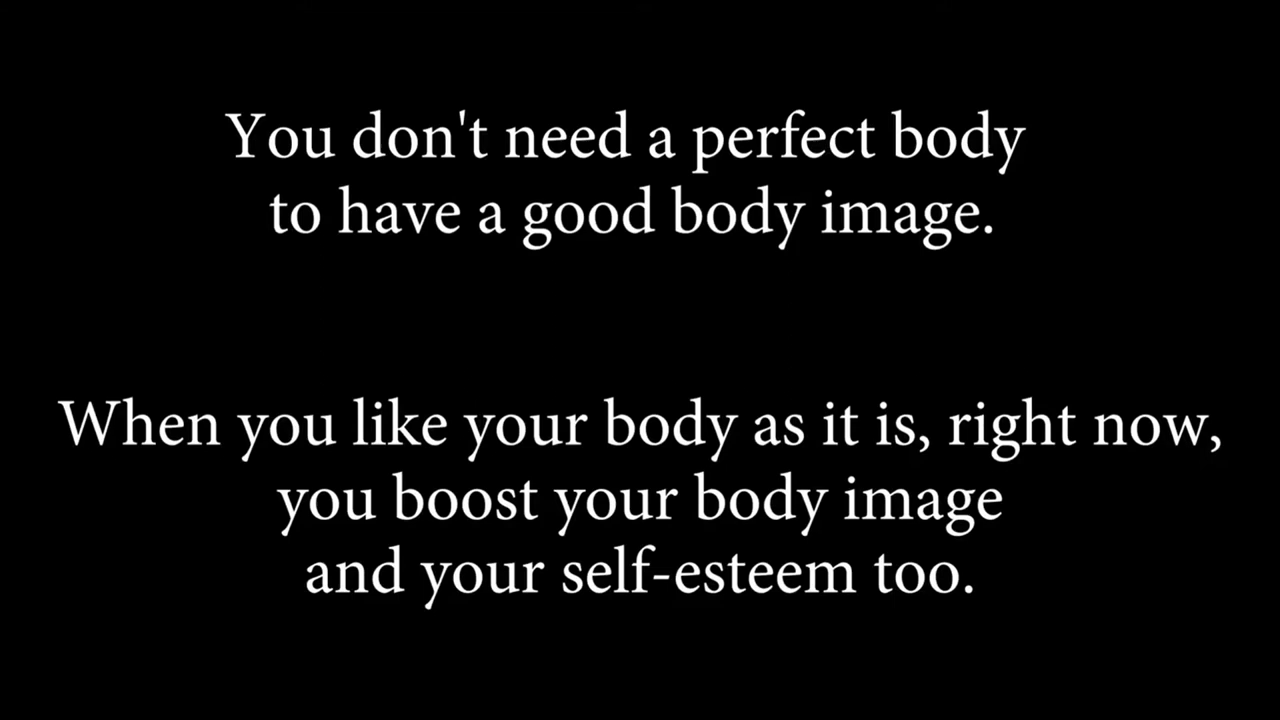 You don't need a perfect body
to have a good body image.
When you like your body as it is, right now,
you boost your body image
and your self-esteem too.